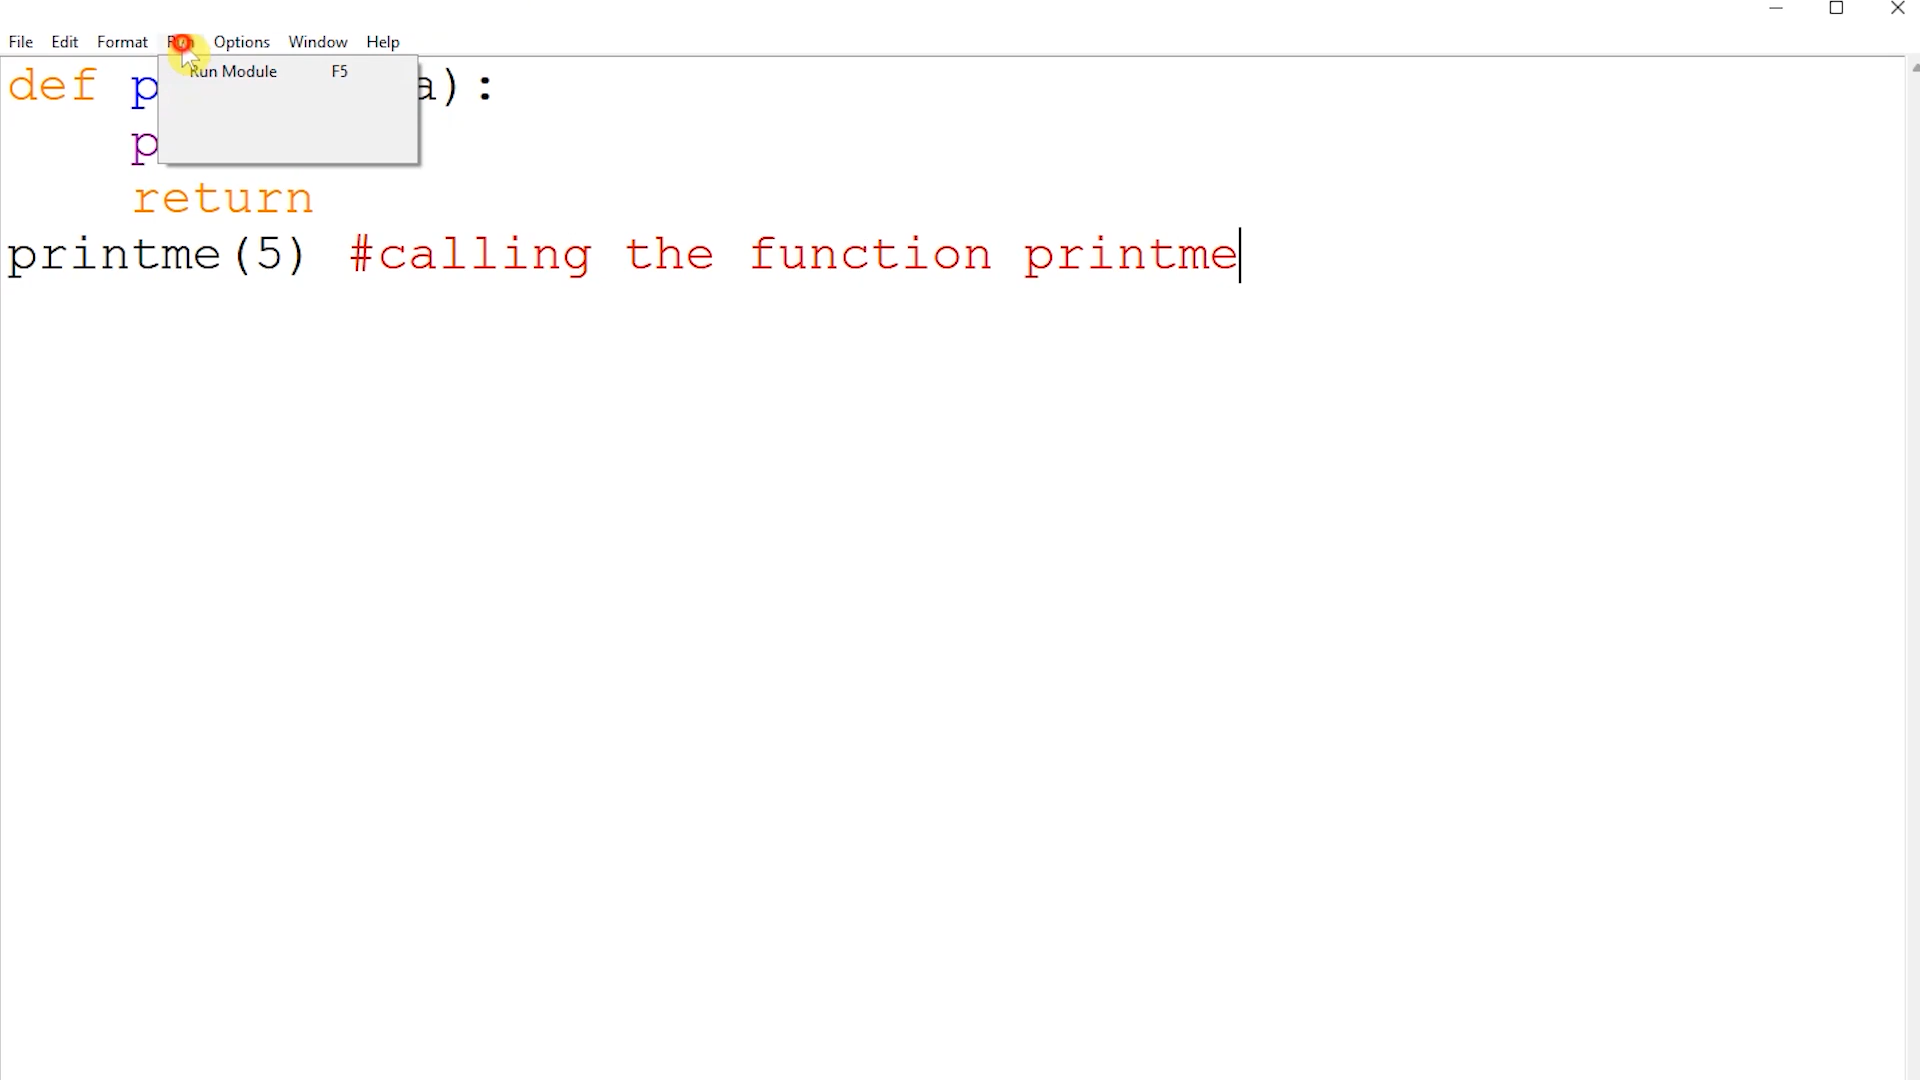 File Edit Format Run Options Window Help
Run Module F5
def p a):
p
return
printme(5) #calling the function printme